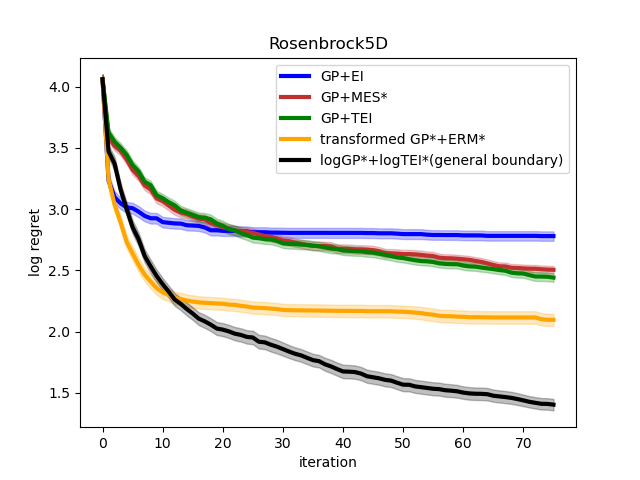 Rosenbrock5D
GP+EI
GP+MES*
GP+TEI
transformed GP*+ERM*
logGP*+logTEI*(general boundary)
log regret
4.0
3.5
3.0
2.5
2.0
1.5
0 10 20 30 40 50 60 70
iteration